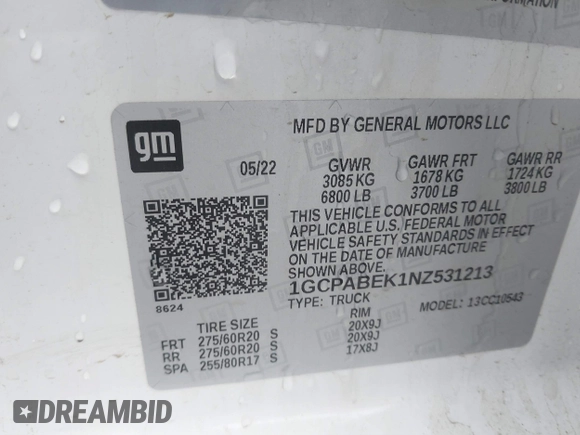 gm
MFD BY GENERAL MOTORS LLC
05/22 GVWR GAWR FRT GAWR RR
3085 KG 1678 KG 1724 KG
6800 LB 3700 LB 3800 LB
THIS VEHICLE CONFORMS TO ALL
APPLICABLE U.S. FEDERAL MOTOR
VEHICLE SAFETY STANDARDS IN EFFECT
ON THE DATE OF MANUFACTURE
SHOWN ABOVE
1GCPABEK1NZ531213
8624
TYPE: TRUCK MODEL: 13CC10543
TIRE SIZE RIM
FRT 275/60R20 S 20X9J
RR 275/60R20 S 20X9J
SPA 255/80R17 S 17X8J
DREAMBID